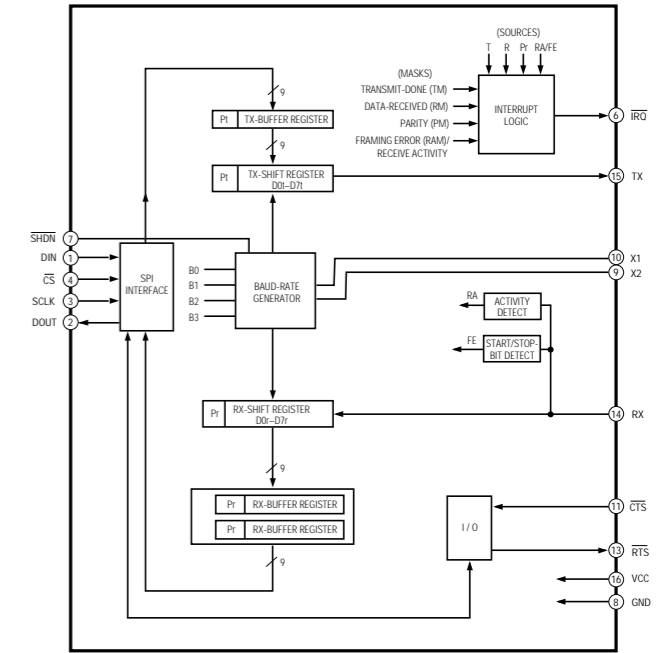 (SOURCES)
T R Pr RA/FE
(MASKS)
TRANSMIT-DONE (TM)
DATA-RECEIVED (RM)
PARITY (PM)
FRAMING ERROR (RAM)/
RECEIVE ACTIVITY
INTERRUPT
LOGIC
6 IRQ
9
Pt TX-BUFFER REGISTER
9
Pt TX-SHIFT REGISTER
D0t–D7t
15 TX
SHDN 7
DIN 1
CS 4
SCLK 3
DOUT 2
SPI
INTERFACE
B0
B1
B2
B3
BAUD-RATE
GENERATOR
10 X1
9 X2
RA
ACTIVITY
DETECT
FE
START/STOP-
BIT DETECT
Pr RX-SHIFT REGISTER
D0r–D7r
14 RX
9
Pr RX-BUFFER REGISTER
Pr RX-BUFFER REGISTER
9
I / O
11 CTS
13 RTS
16 VCC
8 GND